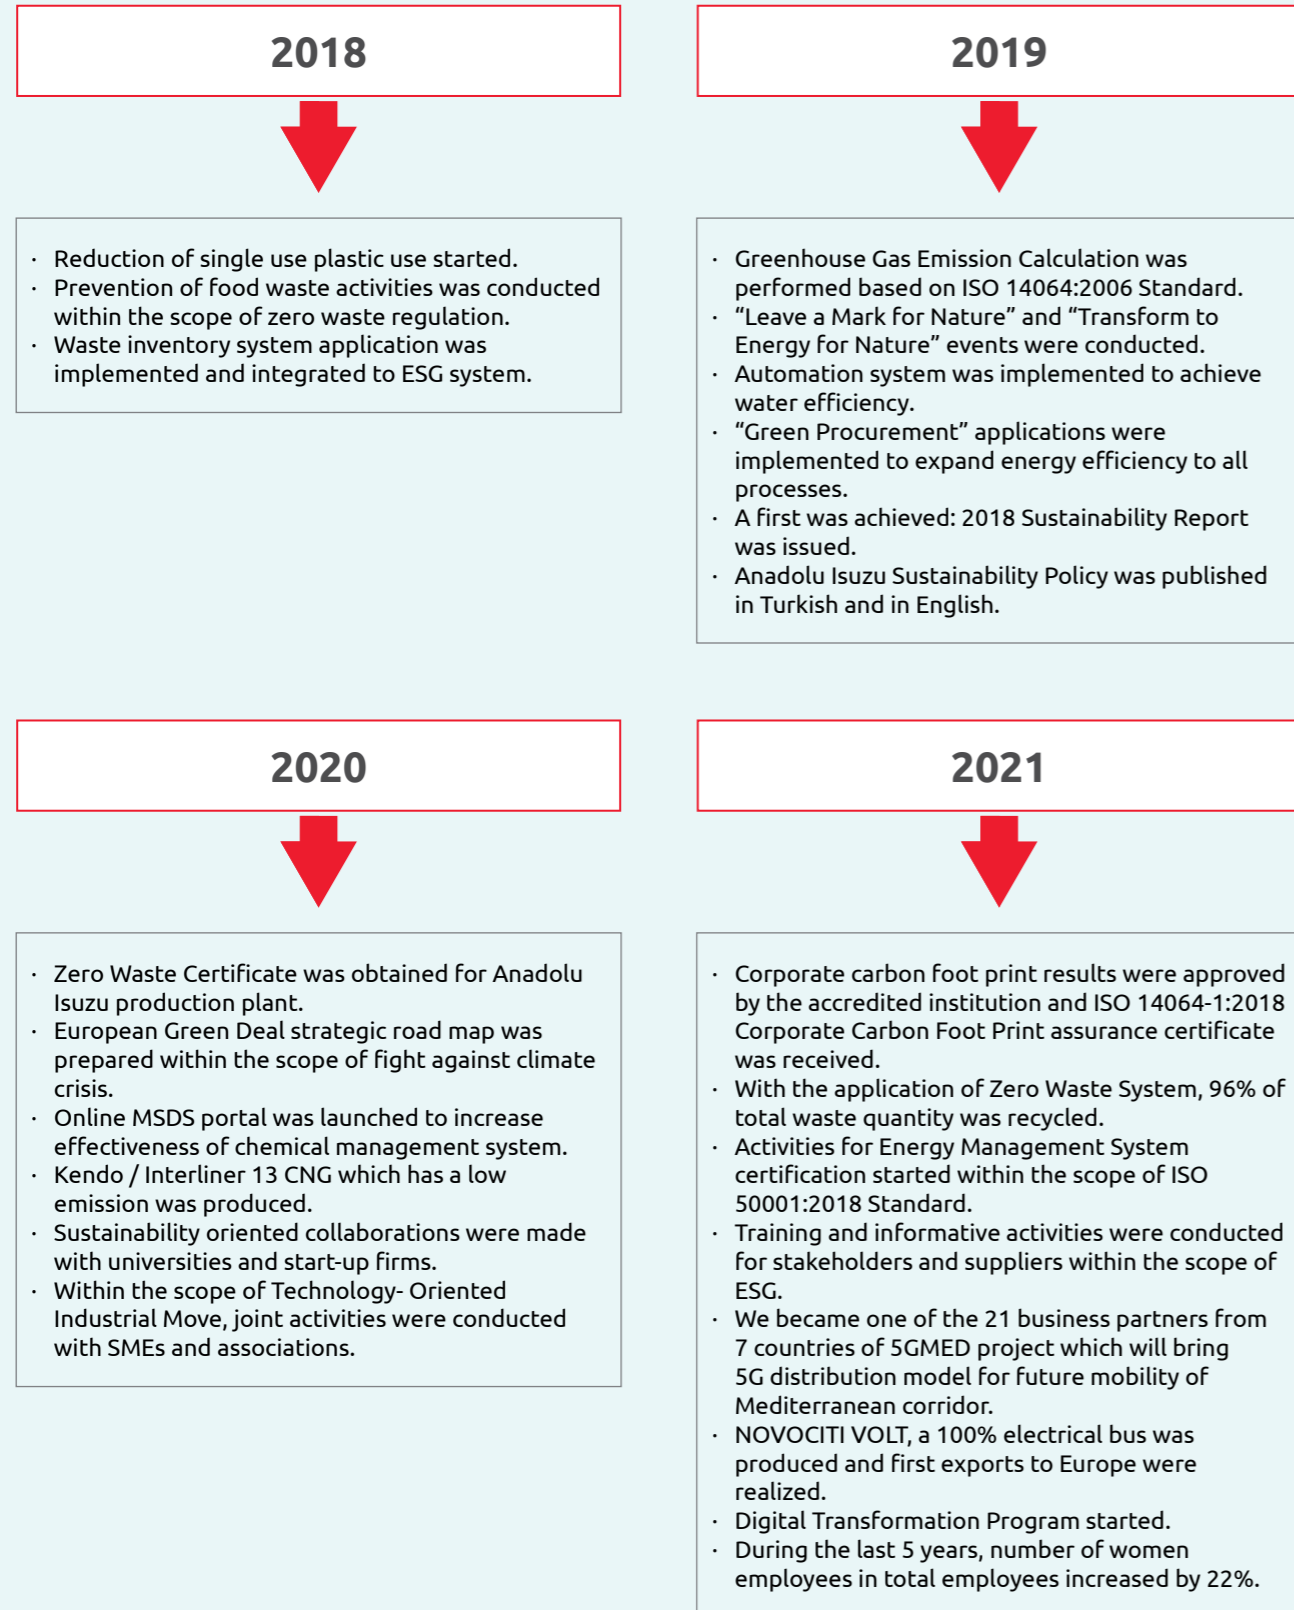 2018
· Reduction of single use plastic use started.
· Prevention of food waste activities was conducted
within the scope of zero waste regulation.
· Waste inventory system application was
implemented and integrated to ESG system.
2019
· Greenhouse Gas Emission Calculation was
performed based on ISO 14064:2006 Standard.
· “Leave a Mark for Nature” and “Transform to
Energy for Nature” events were conducted.
· Automation system was implemented to achieve
water efficiency.
· “Green Procurement” applications were
implemented to expand energy efficiency to all
processes.
· A first was achieved: 2018 Sustainability Report
was issued.
· Anadolu Isuzu Sustainability Policy was published
in Turkish and in English.
2020
· Zero Waste Certificate was obtained for Anadolu
Isuzu production plant.
· European Green Deal strategic road map was
prepared within the scope of fight against climate
crisis.
· Online MSDS portal was launched to increase
effectiveness of chemical management system.
· Kendo / Interliner 13 CNG which has a low
emission was produced.
· Sustainability oriented collaborations were made
with universities and start-up firms.
· Within the scope of Technology- Oriented
Industrial Move, joint activities were conducted
with SMEs and associations.
2021
· Corporate carbon foot print results were approved
by the accredited institution and ISO 14064-1:2018
Corporate Carbon Foot Print assurance certificate
was received.
· With the application of Zero Waste System, 96% of
total waste quantity was recycled.
· Activities for Energy Management System
certification started within the scope of ISO
50001:2018 Standard.
· Training and informative activities were conducted
for stakeholders and suppliers within the scope of
ESG.
· We became one of the 21 business partners from
7 countries of 5GMED project which will bring
5G distribution model for future mobility of
Mediterranean corridor.
· NOVOCITI VOLT, a 100% electrical bus was
produced and first exports to Europe were
realized.
· Digital Transformation Program started.
· During the last 5 years, number of women
employees in total employees increased by 22%.